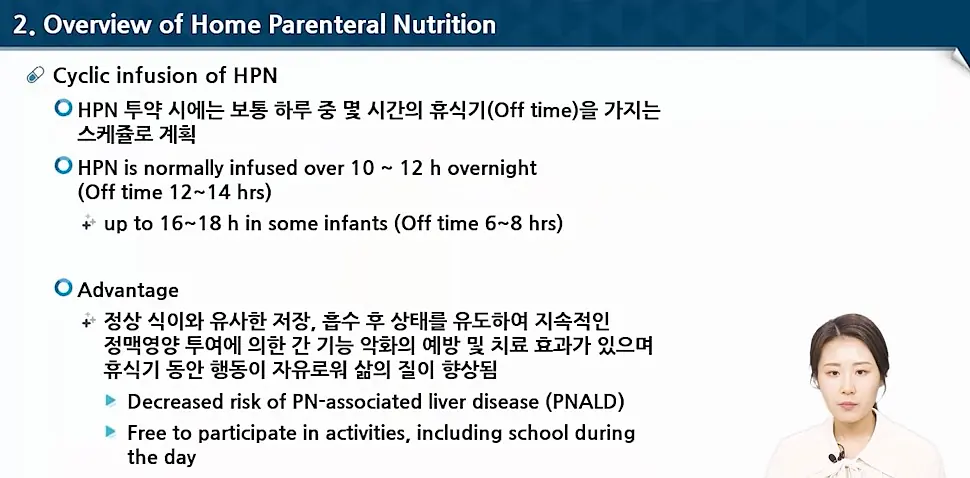 2. Overview of Home Parenteral Nutrition
Cyclic infusion of HPN
HPN 투약 시에는 보통 하루 중 몇 시간의 휴식기(Off time)을 가지는
스케쥴로 계획
HPN is normally infused over 10 ~ 12 h overnight
(Off time 12~14 hrs)
up to 16~18 h in some infants (Off time 6~8 hrs)
Advantage
정상 식이와 유사한 저장, 흡수 후 상태를 유도하여 지속적인
정맥영양 투여에 의한 간 기능 악화의 예방 및 치료 효과가 있으며
휴식기 동안 행동이 자유로워 삶의 질이 향상됨
Decreased risk of PN-associated liver disease (PNALD)
Free to participate in activities, including school during
the day